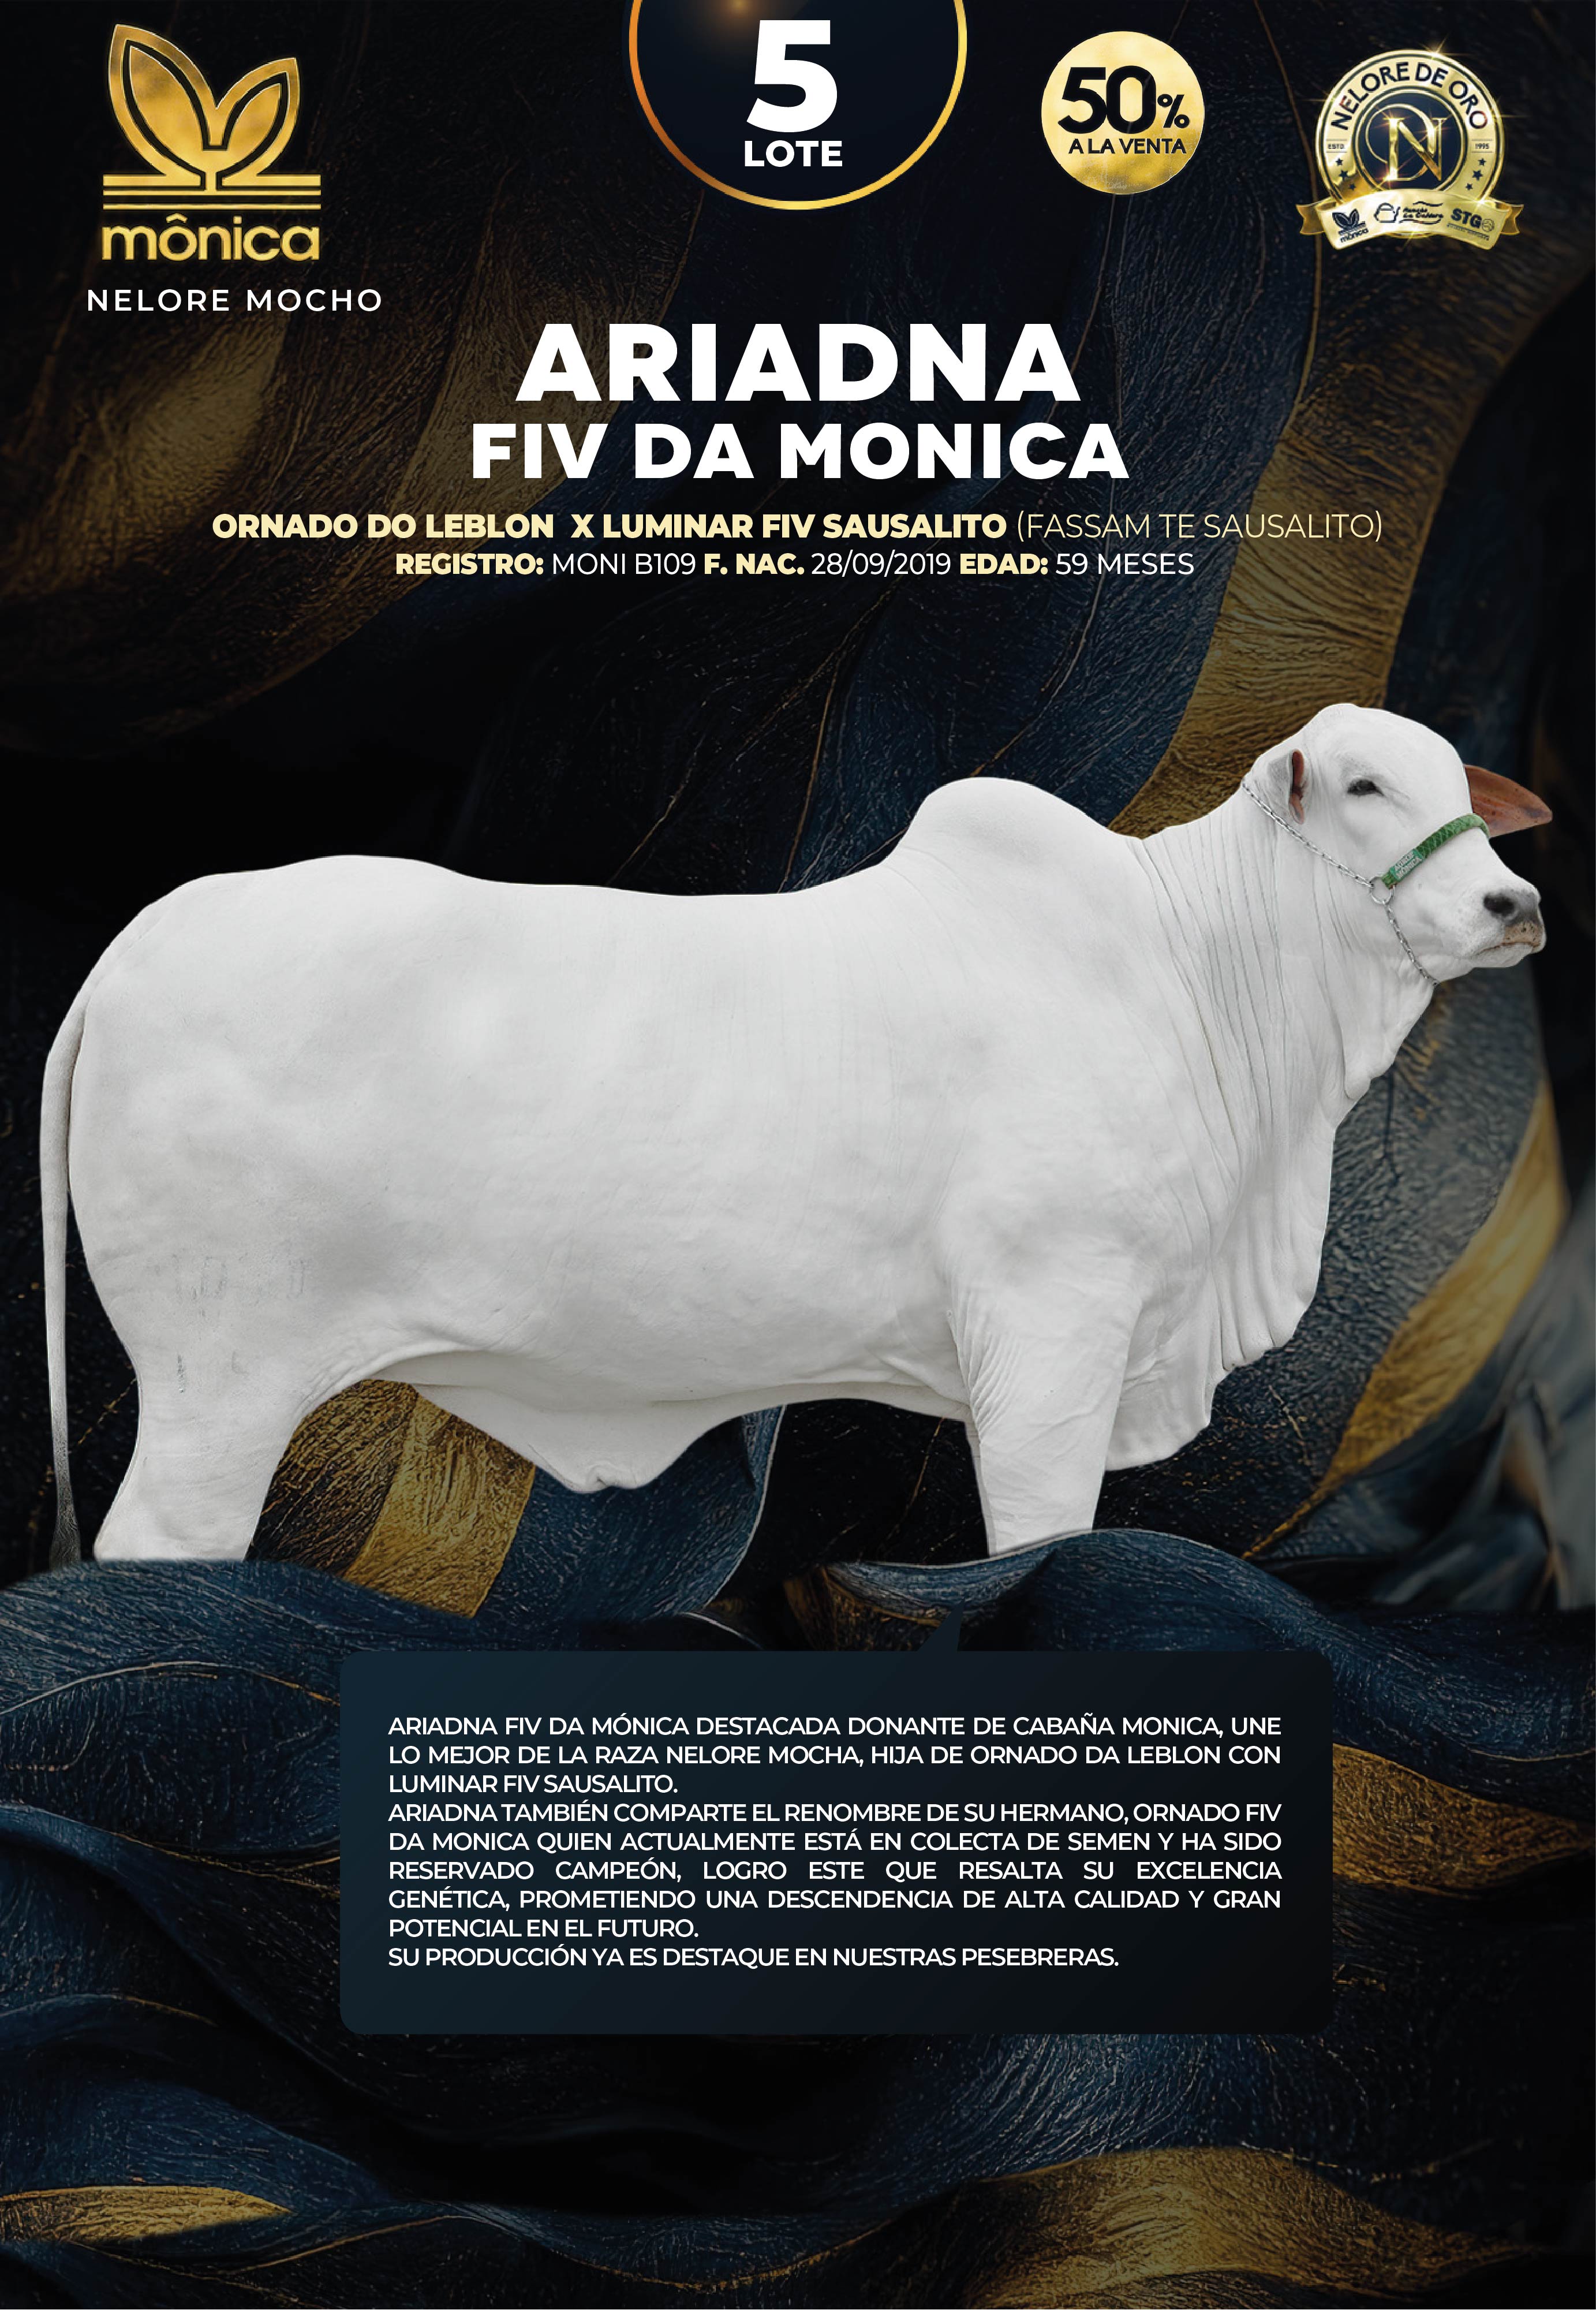 5
LOTE
50%
A LA VENTA
NELORE DE ORO
ESTD 1995
N
mônica
STG
mônica
NELORE MOCHO
ARIADNA
FIV DA MONICA
ORNADO DO LEBLON X LUMINAR FIV SAUSALITO (FASSAM TE SAUSALITO)
REGISTRO: MONI B109 F. NAC. 28/09/2019 EDAD: 59 MESES
ARIADNA FIV DA MÓNICA DESTACADA DONANTE DE CABAÑA MONICA, UNE
LO MEJOR DE LA RAZA NELORE MOCHA, HIJA DE ORNADO DA LEBLON CON
LUMINAR FIV SAUSALITO.
ARIADNA TAMBIÉN COMPARTE EL RENOMBRE DE SU HERMANO, ORNADO FIV
DA MONICA QUIEN ACTUALMENTE ESTÁ EN COLECTA DE SEMEN Y HA SIDO
RESERVADO CAMPEÓN, LOGRO ESTE QUE RESALTA SU EXCELENCIA
GENÉTICA, PROMETIENDO UNA DESCENDENCIA DE ALTA CALIDAD Y GRAN
POTENCIAL EN EL FUTURO.
SU PRODUCCIÓN YA ES DESTAQUE EN NUESTRAS PESEBRERAS.